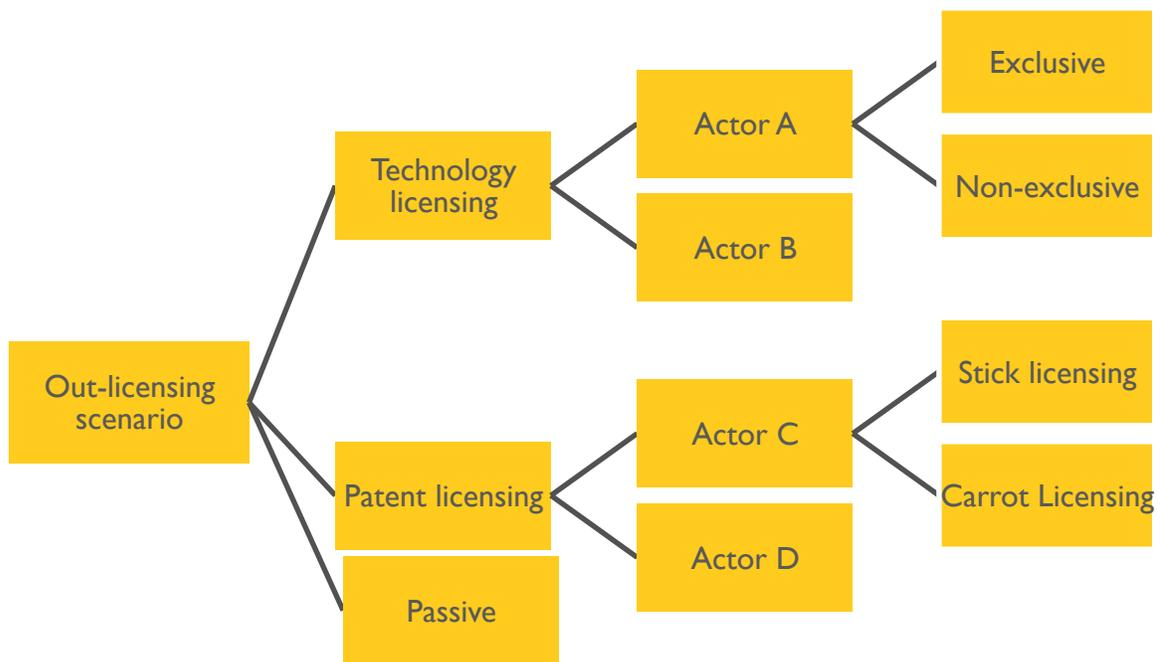 Out-licensing
scenario
Technology
licensing
Patent licensing
Passive
Actor A
Actor B
Actor C
Actor D
Exclusive
Non-exclusive
Stick licensing
Carrot Licensing